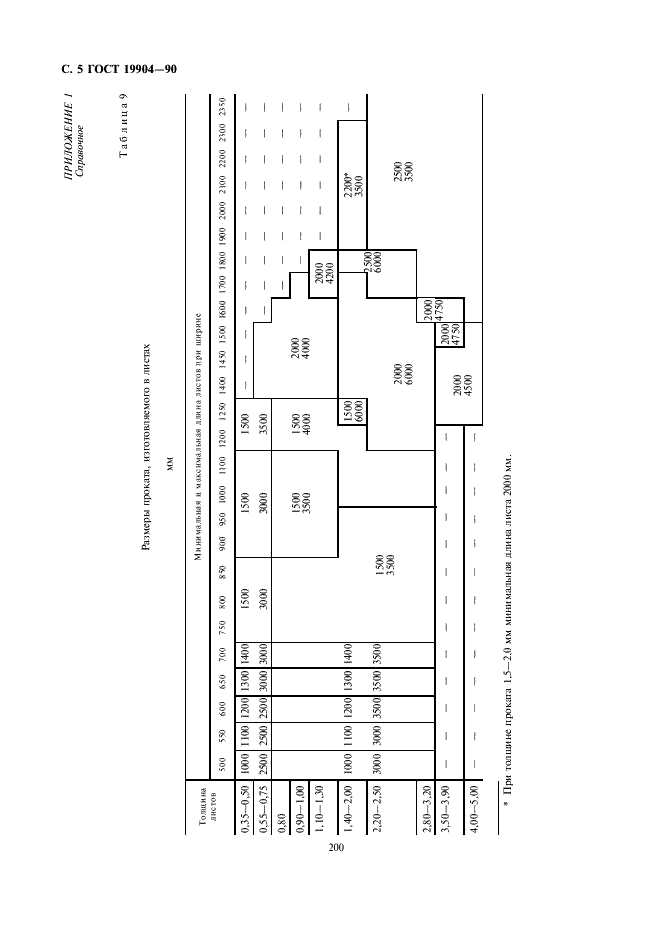 С. 5 ГОСТ 19904—90
ПРИЛОЖЕНИЕ 1
Справочное
Таблица 9
Размеры проката, изготовляемого в листах
мм
Толщина листов
Минимальная и максимальная длина листов при ширине
500 550 600 650 700 750 800 850 900 950 1000 1100 1200 1250 1400 1450 1500 1600 1700 1800 1900 2000 2100 2200 2300 2350
0,35—0,50 1000 1100 1200 1300 1400 1500 1500 1500 — — — — — — — — — — — —
0,55—0,75 2500 2500 2500 3000 3000 3000 3000 3500 — — — — — — — —
0,80 — — — — — — —
0,90—1,00 1500 3500 1500 4000 2000 4000 — — — — — — —
1,10—1,30 2000 4200 — — — — — —
1,40—2,00 1000 1100 1200 1300 1400 1500 6000 2200* 3500 —
2,20—2,50 3000 3000 3500 3500 3500 1500 3500 2000 6000 2500 6000 2500 3500
2,80—3,20 2000 4750
3,50—3,90 — — — — — — — — — — — — — 2000 4750
4,00—5,00 — — — — — — — — — — — — — 2000 4500
* При толщине проката 1,5—2,0 мм минимальная длина листа 2000 мм.
200